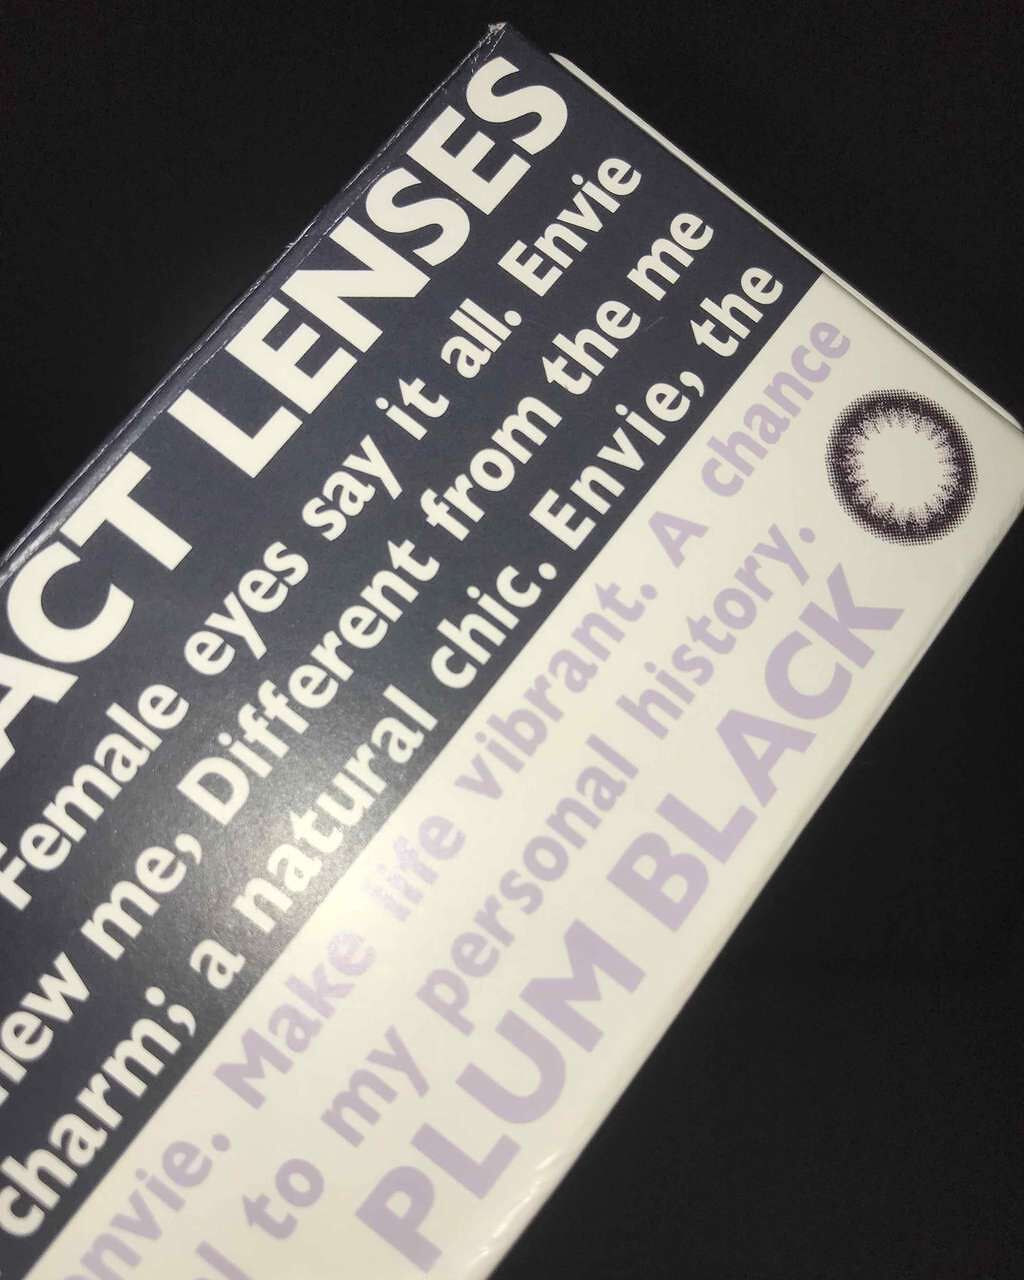 ACT LENSES
Female eyes say it all. Envie
new me, Different from the me
charm; a natural chic. Envie, the
envie. Make life vibrant. A chance
to my personal history.
PLUM BLACK